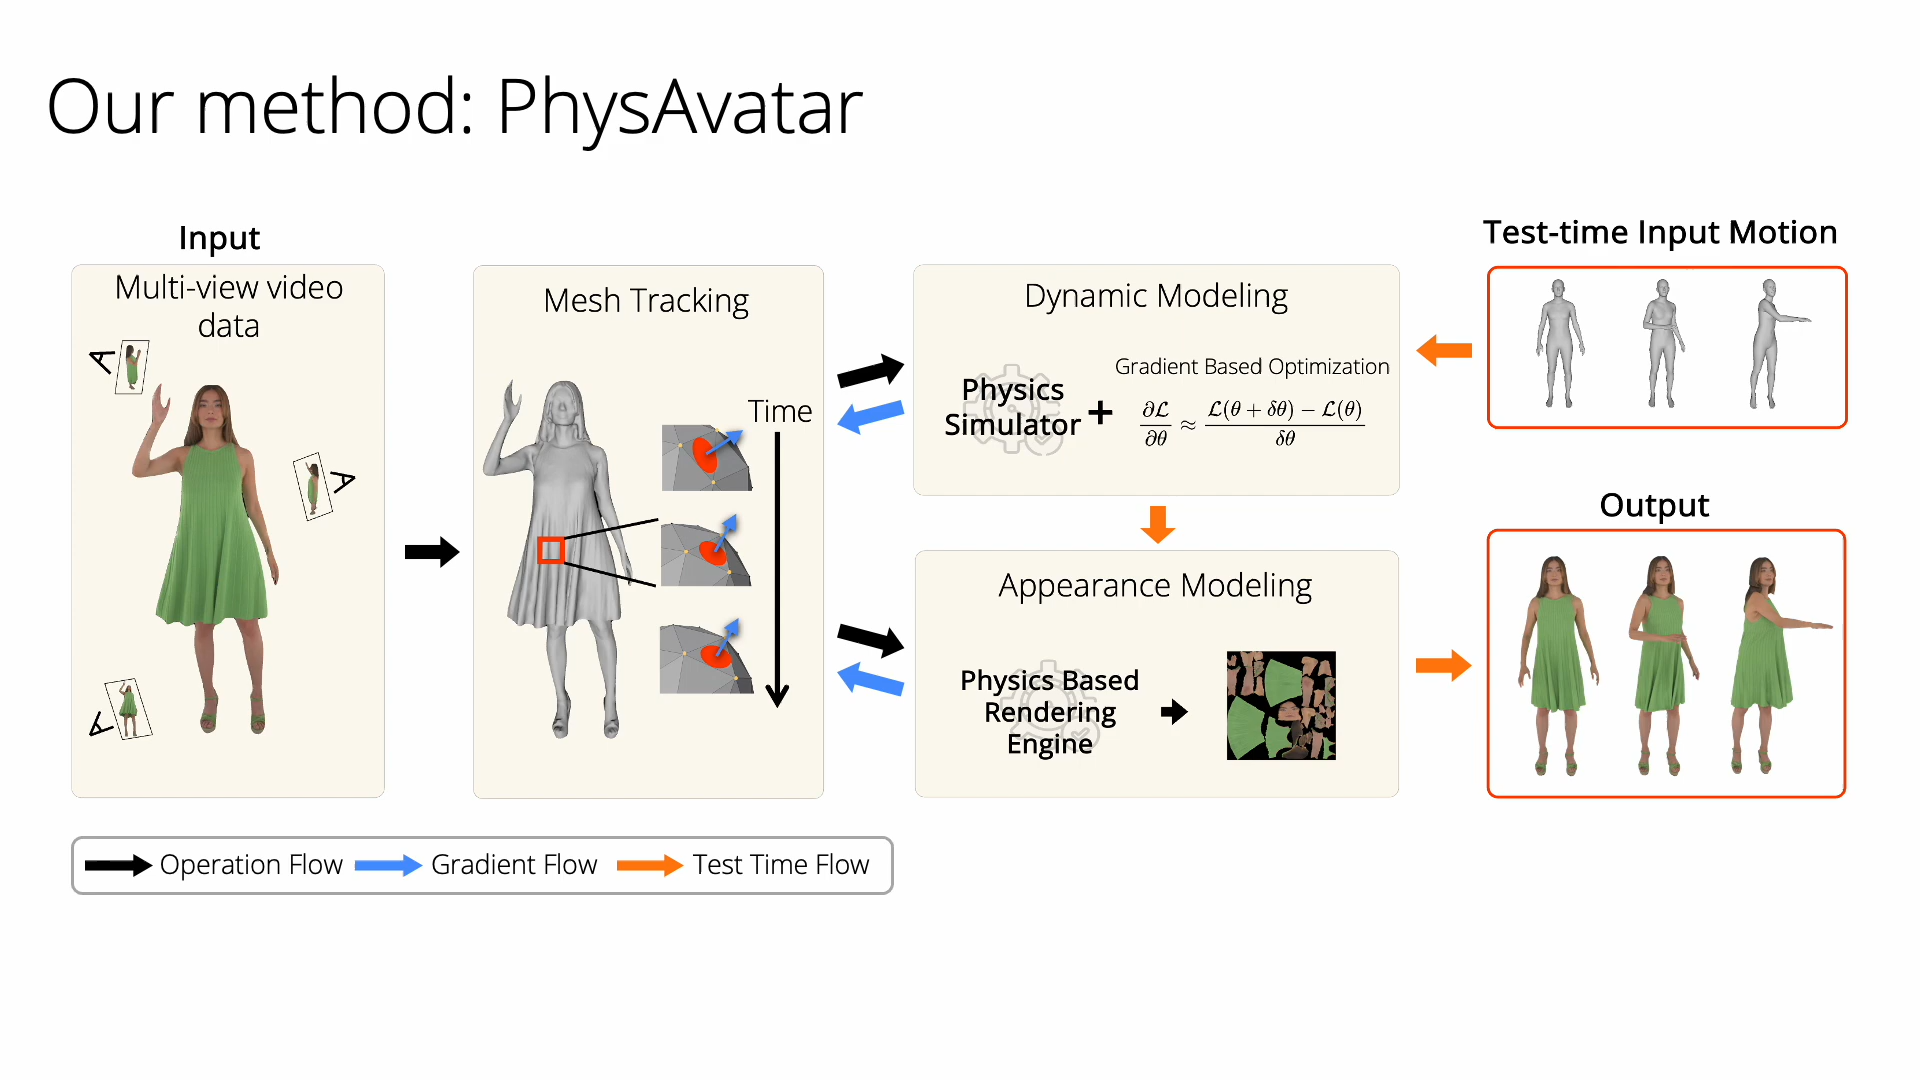 Our method: PhysAvatar
Input
Multi-view video
data
Mesh Tracking
Time
Dynamic Modeling
Physics
Simulator
+
Gradient Based Optimization
∂ℒ/∂θ ≈ (ℒ(θ + δθ) − ℒ(θ))/δθ
Appearance Modeling
Physics Based
Rendering
Engine
Test-time Input Motion
Output
Operation Flow
Gradient Flow
Test Time Flow